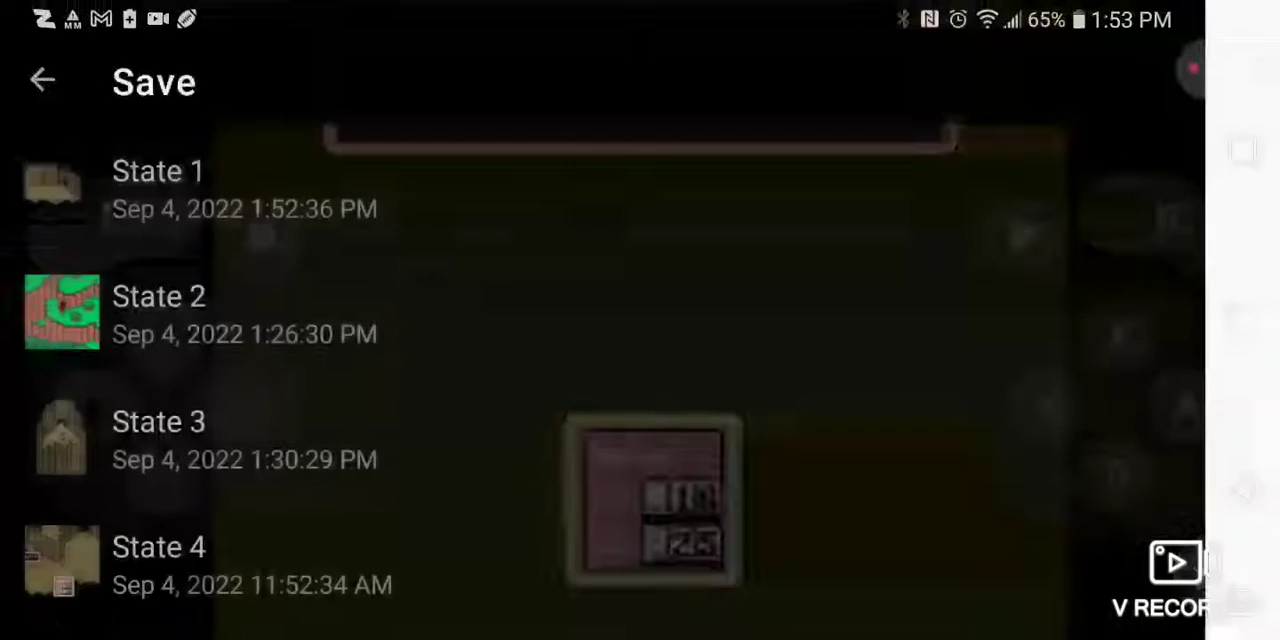 MM
65% 1:53 PM
Save
State 1
Sep 4, 2022 1:52:36 PM
State 2
Sep 4, 2022 1:26:30 PM
State 3
Sep 4, 2022 1:30:29 PM
State 4
Sep 4, 2022 11:52:34 AM
V RECOR